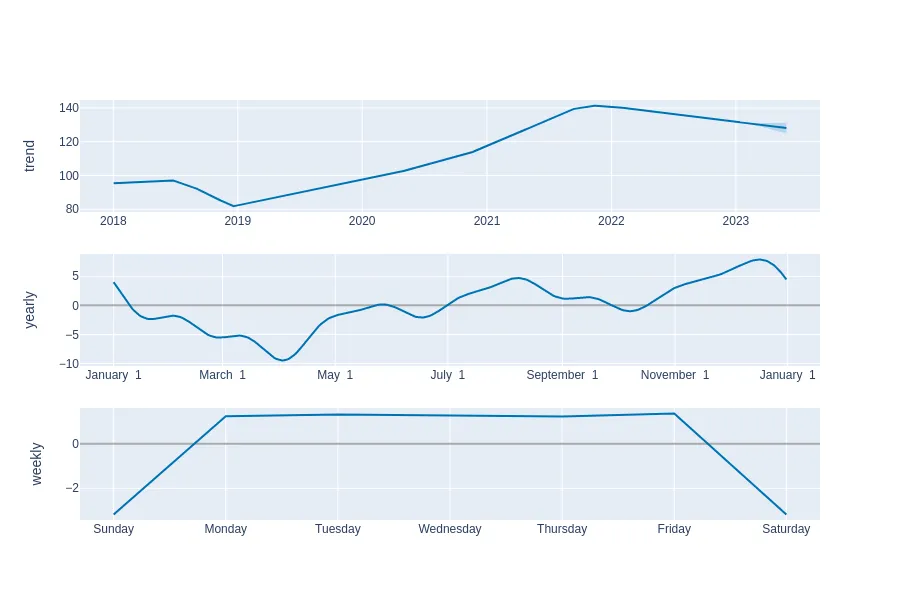 140
120
100
80
trend
2018 2019 2020 2021 2022 2023
5
0
−5
−10
yearly
January 1 March 1 May 1 July 1 September 1 November 1 January 1
0
−2
weekly
Sunday Monday Tuesday Wednesday Thursday Friday Saturday